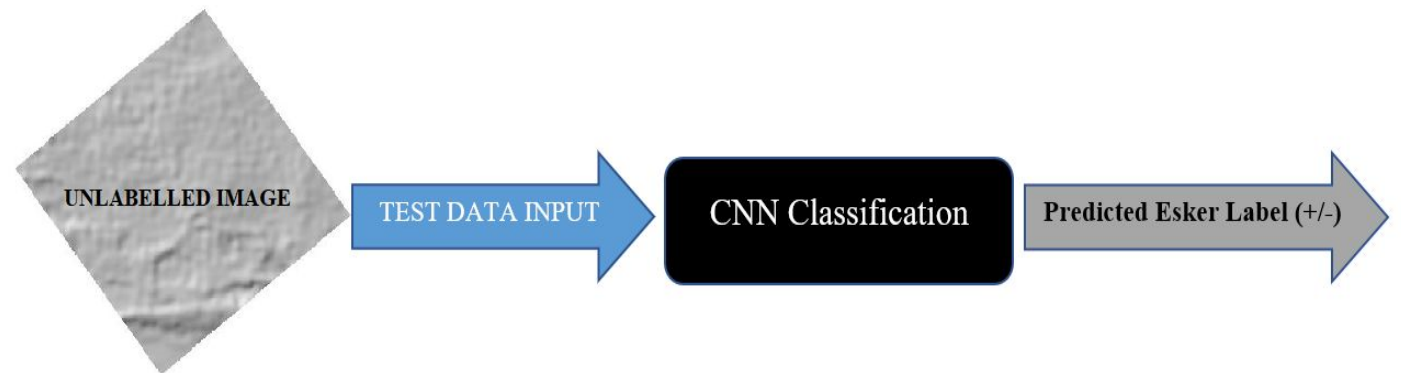 UNLABELLED IMAGE
TEST DATA INPUT
CNN Classification
Predicted Esker Label (+/-)